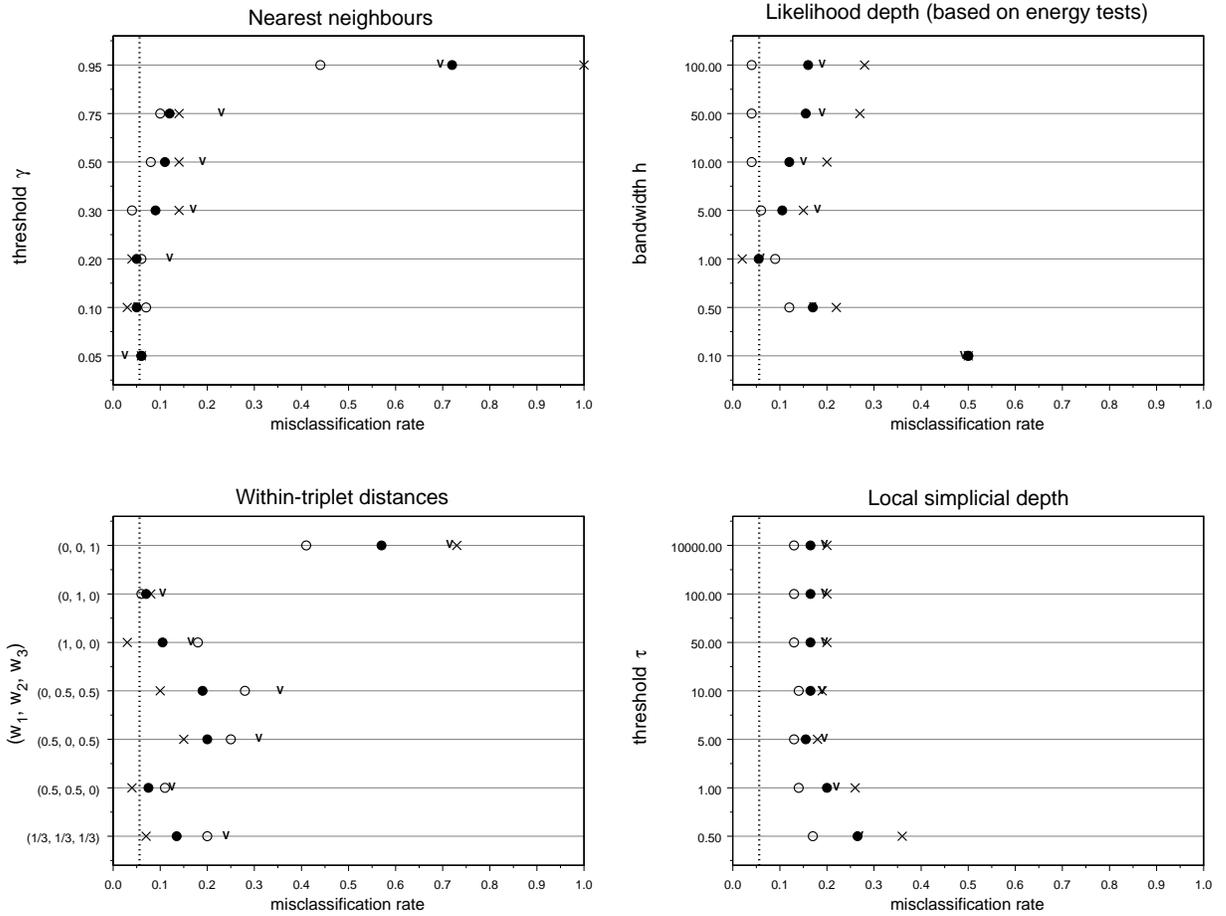 Nearest neighbours
threshold γ
0.95
0.75
0.50
0.30
0.20
0.10
0.05
v
v
v
v
v
v
0.0 0.1 0.2 0.3 0.4 0.5 0.6 0.7 0.8 0.9 1.0
misclassification rate
Likelihood depth (based on energy tests)
bandwidth h
100.00
50.00
10.00
5.00
1.00
0.50
0.10
v
v
v
v
v
0.0 0.1 0.2 0.3 0.4 0.5 0.6 0.7 0.8 0.9 1.0
misclassification rate
Within-triplet distances
(w1, w2, w3)
(0, 0, 1)
(0, 1, 0)
(1, 0, 0)
(0, 0.5, 0.5)
(0.5, 0, 0.5)
(0.5, 0.5, 0)
(1/3, 1/3, 1/3)
v
v
v
v
v
v
v
0.0 0.1 0.2 0.3 0.4 0.5 0.6 0.7 0.8 0.9 1.0
misclassification rate
Local simplicial depth
threshold τ
10000.00
100.00
50.00
10.00
5.00
1.00
0.50
v
v
v
v
v
v
0.0 0.1 0.2 0.3 0.4 0.5 0.6 0.7 0.8 0.9 1.0
misclassification rate